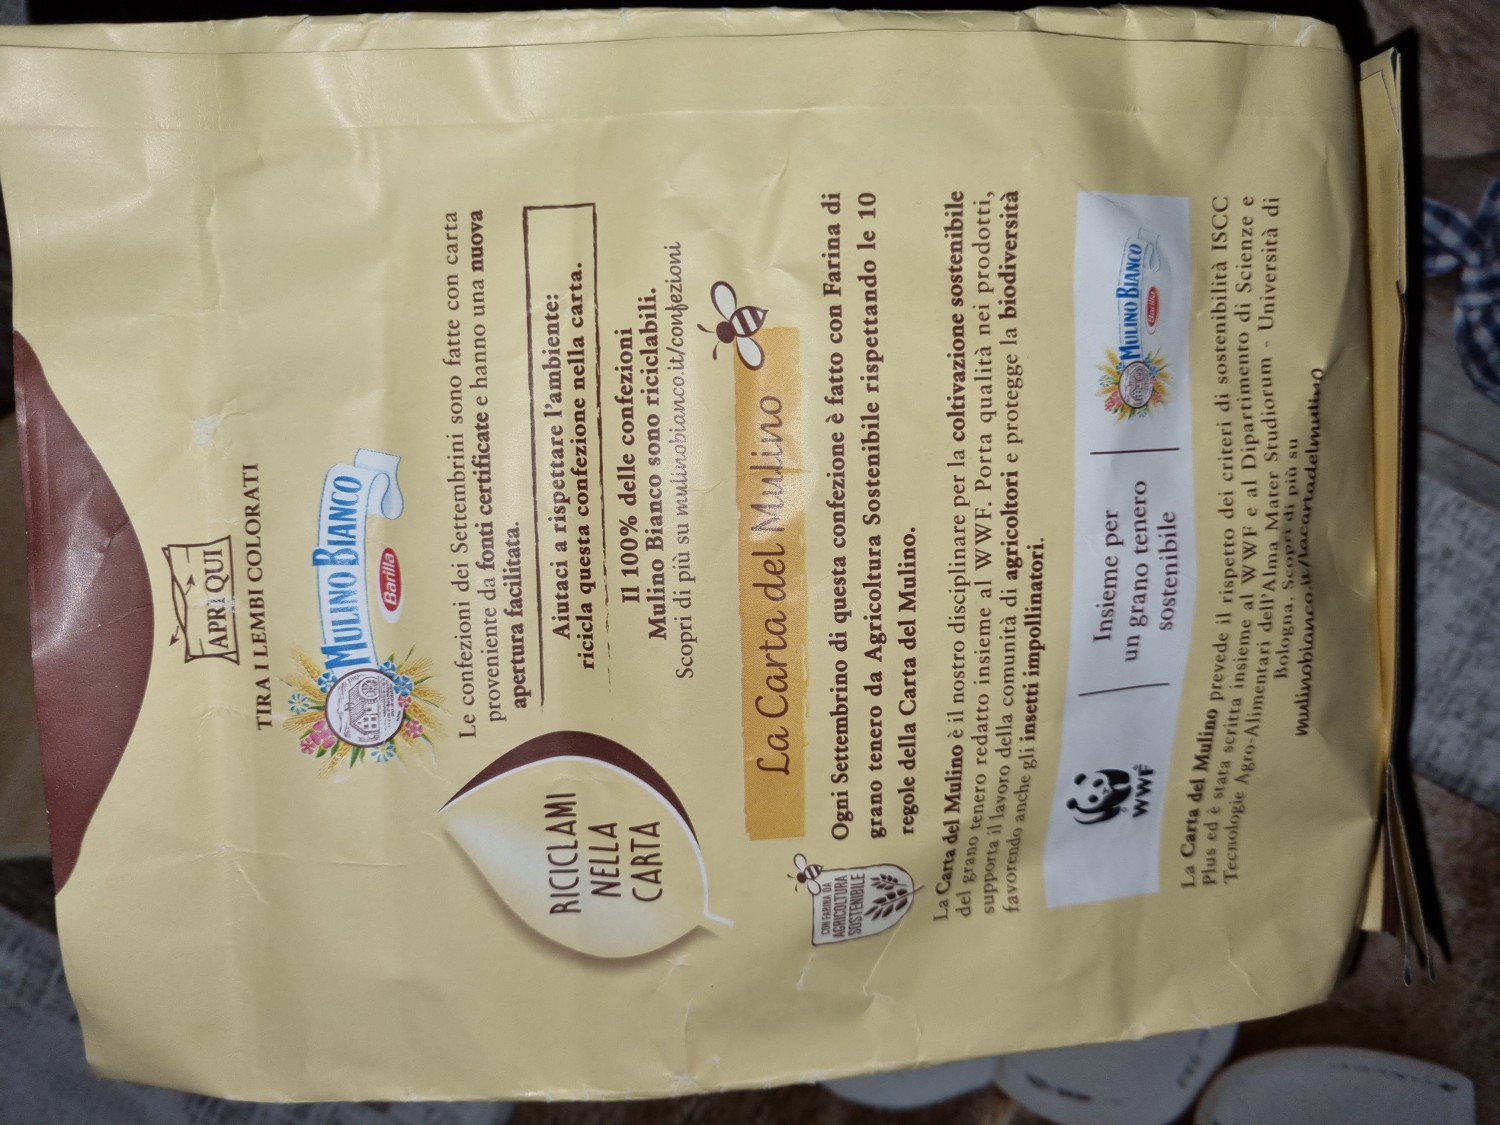 APRI QUI
TIRA I LEMBI COLORATI
MULINO BIANCO
Barilla
Le confezioni dei Settembrini sono fatte con carta
proveniente da fonti certificate e hanno una nuova
apertura facilitata.
Aiutaci a rispettare l'ambiente:
ricicla questa confezione nella carta.
RICICLAMI
NELLA
CARTA
Il 100% delle confezioni
Mulino Bianco sono riciclabili.
Scopri di più su mulinobianco.it/confezioni
La Carta del Mulino
CON FARINA DA
AGRICOLTURA
SOSTENIBILE
Ogni Settembrino di questa confezione è fatto con Farina di
grano tenero da Agricoltura Sostenibile rispettando le 10
regole della Carta del Mulino.
La Carta del Mulino è il nostro disciplinare per la coltivazione sostenibile
del grano tenero redatto insieme al WWF. Porta qualità nei prodotti,
supporta il lavoro della comunità di agricoltori e protegge la biodiversità
favorendo anche gli insetti impollinatori.
WWF
Insieme per
un grano tenero
sostenibile
MULINO BIANCO
Barilla
La Carta del Mulino prevede il rispetto dei criteri di sostenibilità ISCC
Plus ed è stata scritta insieme al WWF e al Dipartimento di Scienze e
Tecnologie Agro-Alimentari dell'Alma Mater Studiorum - Università di
Bologna. Scopri di più su
mulinobianco.it/lacartadelmulino